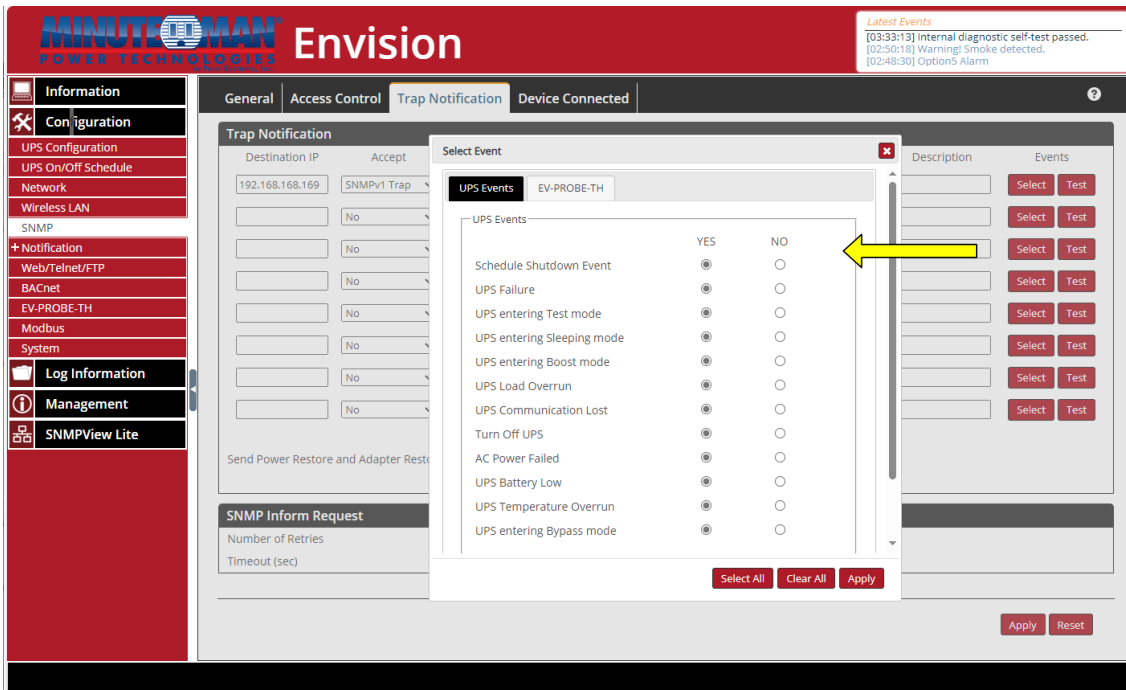 MINUTEMAN
POWER TECHNOLOGIES
Envision
Latest Events
[03:33:13] Internal diagnostic self-test passed.
[02:50:18] Warning! Smoke detected.
[02:48:30] Option5 Alarm
Information
Configuration
UPS Configuration
UPS On/Off Schedule
Network
Wireless LAN
SNMP
+ Notification
Web/Telnet/FTP
BACnet
EV-PROBE-TH
Modbus
System
Log Information
Management
SNMPView Lite
General Access Control Trap Notification Device Connected ?
Trap Notification
Destination IP Accept Description Events
192.168.168.169 SNMPv1 Trap Select Test
No Select Test
No Select Test
No Select Test
No Select Test
No Select Test
No Select Test
No Select Test
Send Power Restore and Adapter Resto
SNMP Inform Request
Number of Retries
Timeout (sec)
Apply Reset
Select Event
UPS Events EV-PROBE-TH
UPS Events
YES NO
Schedule Shutdown Event
UPS Failure
UPS entering Test mode
UPS entering Sleeping mode
UPS entering Boost mode
UPS Load Overrun
UPS Communication Lost
Turn Off UPS
AC Power Failed
UPS Battery Low
UPS Temperature Overrun
UPS entering Bypass mode
Select All Clear All Apply